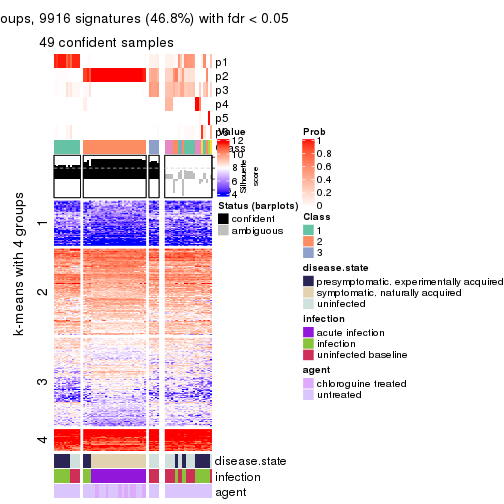 oups, 9916 signatures (46.8%) with fdr < 0.05
49 confident samples
p1
p2
p3
p4
p5
Value
12
10
8
6
4
Silhouette
score
Prob
1
0.8
0.6
0.4
0.2
0
Status (barplots)
confident
ambiguous
Class
1
2
3
disease.state
presymptomatic. experimentally acquired
symptomatic. naturally acquired
uninfected
infection
acute infection
infection
uninfected baseline
agent
chloroguine treated
untreated
k-means with 4 groups
1
2
3
4
disease.state
infection
agent